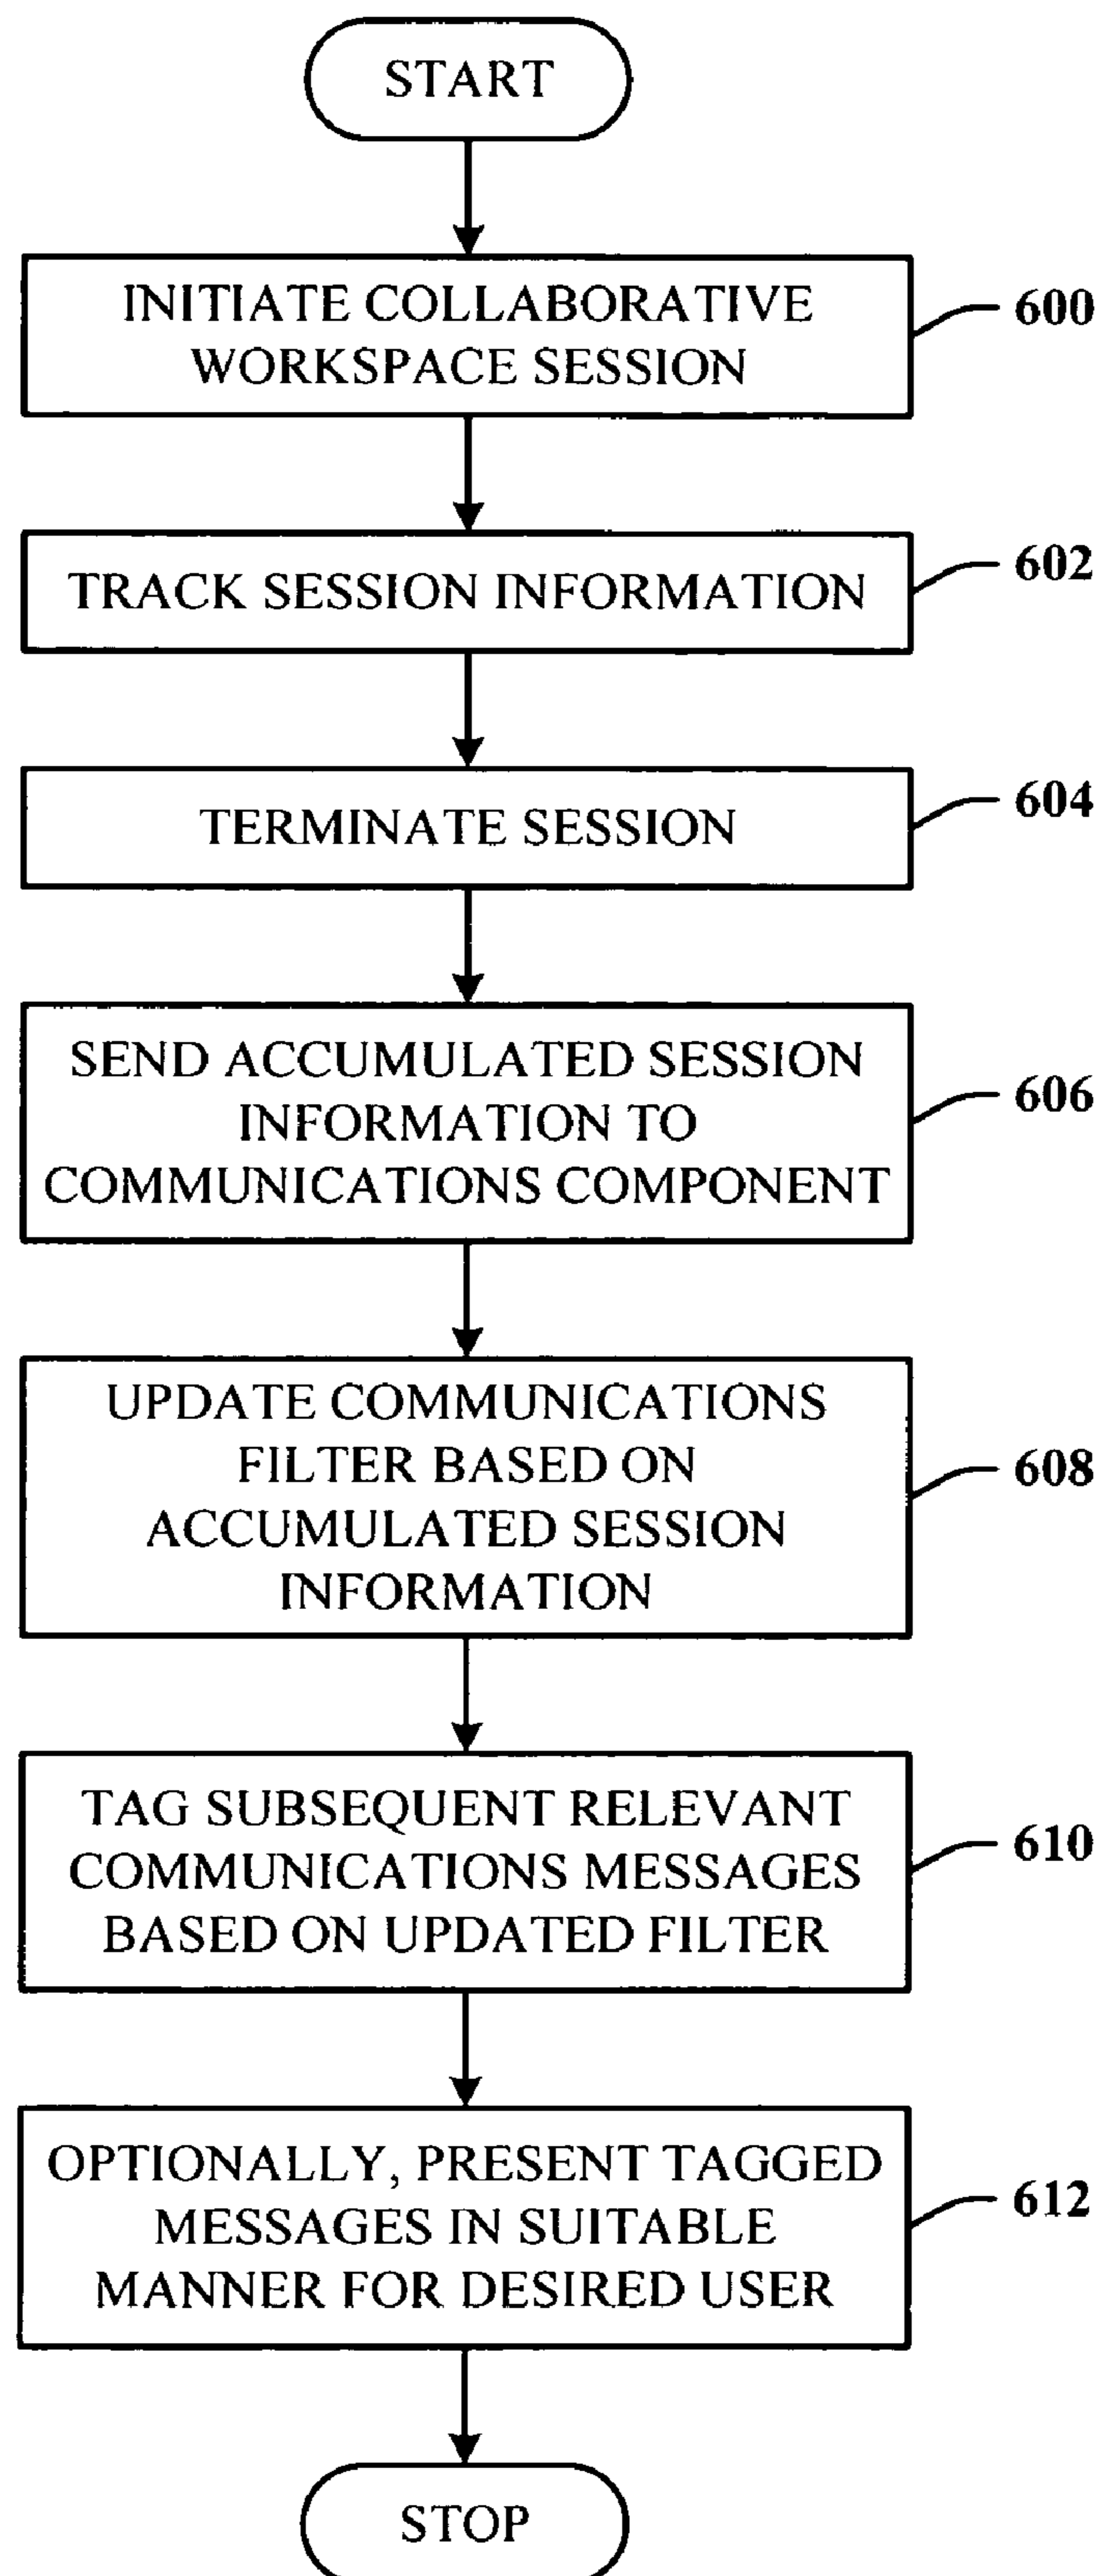 START
INITIATE COLLABORATIVE
WORKSPACE SESSION
600
TRACK SESSION INFORMATION
602
TERMINATE SESSION
604
SEND ACCUMULATED SESSION
INFORMATION TO
COMMUNICATIONS COMPONENT
606
UPDATE COMMUNICATIONS
FILTER BASED ON
ACCUMULATED SESSION
INFORMATION
608
TAG SUBSEQUENT RELEVANT
COMMUNICATIONS MESSAGES
BASED ON UPDATED FILTER
610
OPTIONALLY, PRESENT TAGGED
MESSAGES IN SUITABLE
MANNER FOR DESIRED USER
612
STOP